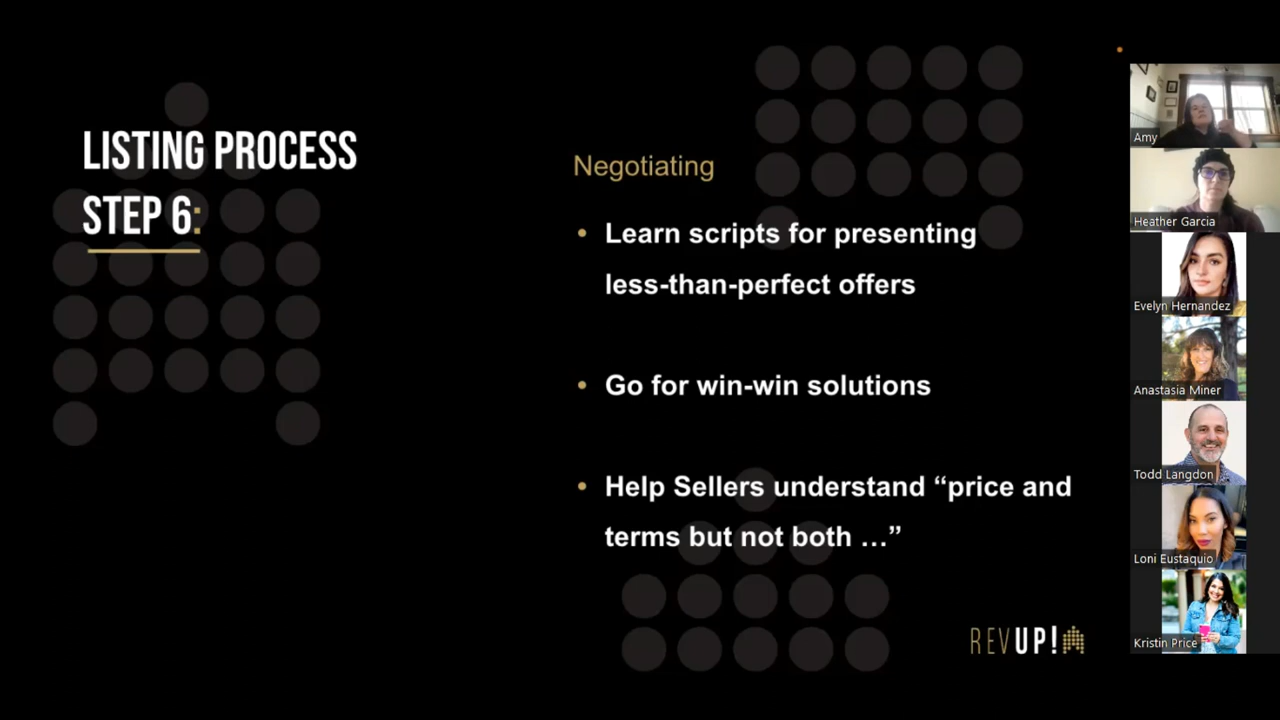 LISTING PROCESS
STEP 6:
Negotiating
• Learn scripts for presenting
less-than-perfect offers
• Go for win-win solutions
• Help Sellers understand “price and
terms but not both …”
REVUP!
Amy
Heather Garcia
Evelyn Hernandez
Anastasia Miner
Todd Langdon
Loni Eustaquio
Kristin Price